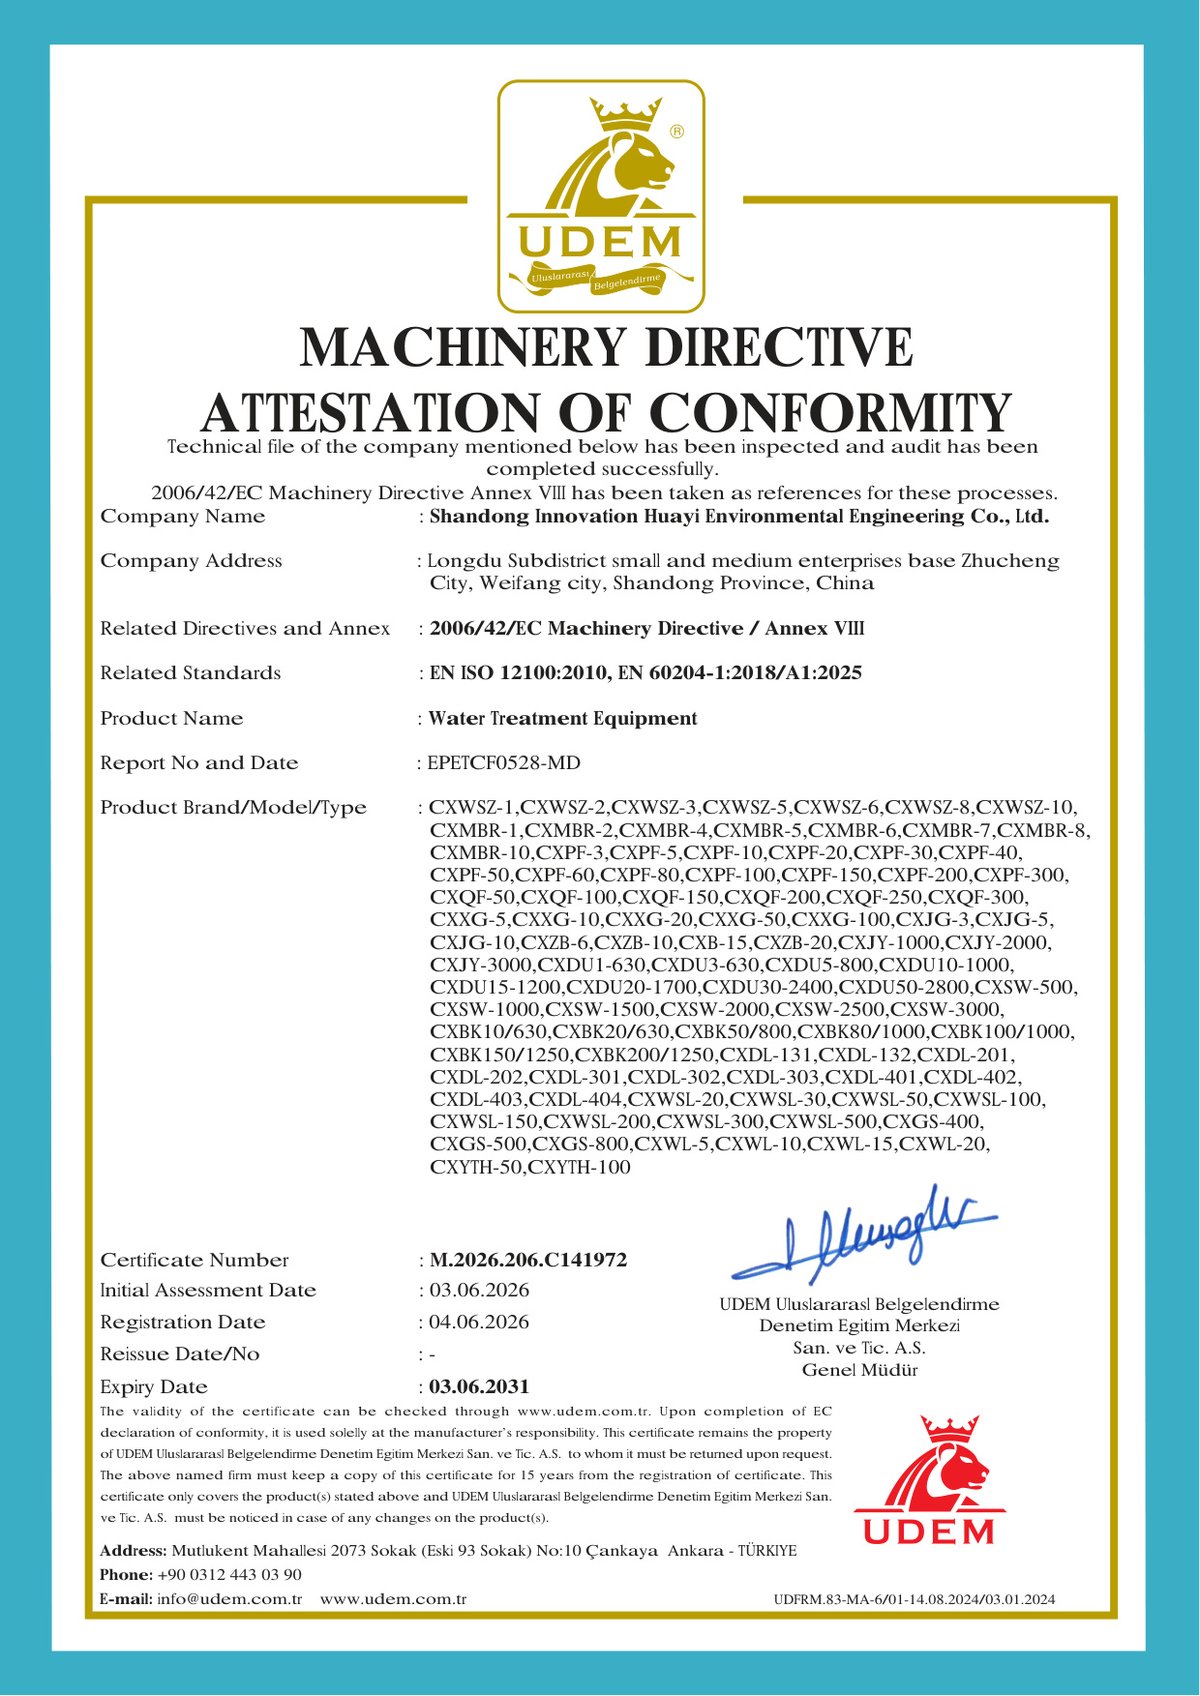 ®
UDEM
Uluslararası
Belgelendirme
MACHINERY DIRECTIVE
ATTESTATION OF CONFORMITY
Technical file of the company mentioned below has been inspected and audit has been
completed successfully.
2006/42/EC Machinery Directive Annex VIII has been taken as references for these processes.
Company Name : Shandong Innovation Huayi Environmental Engineering Co., Ltd.
Company Address : Longdu Subdistrict small and medium enterprises base Zhucheng
City, Weifang city, Shandong Province, China
Related Directives and Annex : 2006/42/EC Machinery Directive / Annex VIII
Related Standards : EN ISO 12100:2010, EN 60204-1:2018/A1:2025
Product Name : Water Treatment Equipment
Report No and Date : EPETCF0528-MD
Product Brand/Model/Type : CXWSZ-1,CXWSZ-2,CXWSZ-3,CXWSZ-5,CXWSZ-6,CXWSZ-8,CXWSZ-10,
CXMBR-1,CXMBR-2,CXMBR-4,CXMBR-5,CXMBR-6,CXMBR-7,CXMBR-8,
CXMBR-10,CXPF-3,CXPF-5,CXPF-10,CXPF-20,CXPF-30,CXPF-40,
CXPF-50,CXPF-60,CXPF-80,CXPF-100,CXPF-150,CXPF-200,CXPF-300,
CXQF-50,CXQF-100,CXQF-150,CXQF-200,CXQF-250,CXQF-300,
CXXG-5,CXXG-10,CXXG-20,CXXG-50,CXXG-100,CXJG-3,CXJG-5,
CXJG-10,CXZB-6,CXZB-10,CXB-15,CXZB-20,CXJY-1000,CXJY-2000,
CXJY-3000,CXDU1-630,CXDU3-630,CXDU5-800,CXDU10-1000,
CXDU15-1200,CXDU20-1700,CXDU30-2400,CXDU50-2800,CXSW-500,
CXSW-1000,CXSW-1500,CXSW-2000,CXSW-2500,CXSW-3000,
CXBK10/630,CXBK20/630,CXBK50/800,CXBK80/1000,CXBK100/1000,
CXBK150/1250,CXBK200/1250,CXDL-131,CXDL-132,CXDL-201,
CXDL-202,CXDL-301,CXDL-302,CXDL-303,CXDL-401,CXDL-402,
CXDL-403,CXDL-404,CXWSL-20,CXWSL-30,CXWSL-50,CXWSL-100,
CXWSL-150,CXWSL-200,CXWSL-300,CXWSL-500,CXGS-400,
CXGS-500,CXGS-800,CXWL-5,CXWL-10,CXWL-15,CXWL-20,
CXYTH-50,CXYTH-100
Certificate Number : M.2026.206.C141972
Initial Assessment Date : 03.06.2026
Registration Date : 04.06.2026
Reissue Date/No : -
Expiry Date : 03.06.2031
UDEM Uluslararasl Belgelendirme
Denetim Egitim Merkezi
San. ve Tic. A.S.
Genel Müdür
The validity of the certificate can be checked through www.udem.com.tr. Upon completion of EC
declaration of conformity, it is used solelly at the manufacturer's responsibility. This certificate remains the property
of UDEM Uluslararasl Belgelendirme Denetim Egitim Merkezi San. ve Tic. A.S. to whom it must be returned upon request.
The above named firm must keep a copy of this certificate for 15 years from the registration of certificate. This
certificate only covers the product(s) stated above and UDEM Uluslararasl Belgelendirme Denetim Egitim Merkezi San.
ve Tic. A.S. must be noticed in case of any changes on the product(s).
UDEM
Address: Mutlukent Mahallesi 2073 Sokak (Eski 93 Sokak) No:10 Çankaya Ankara - TÜRKIYE
Phone: +90 0312 443 03 90
E-mail: info@udem.com.tr www.udem.com.tr
UDFRM.83-MA-6/01-14.08.2024/03.01.2024